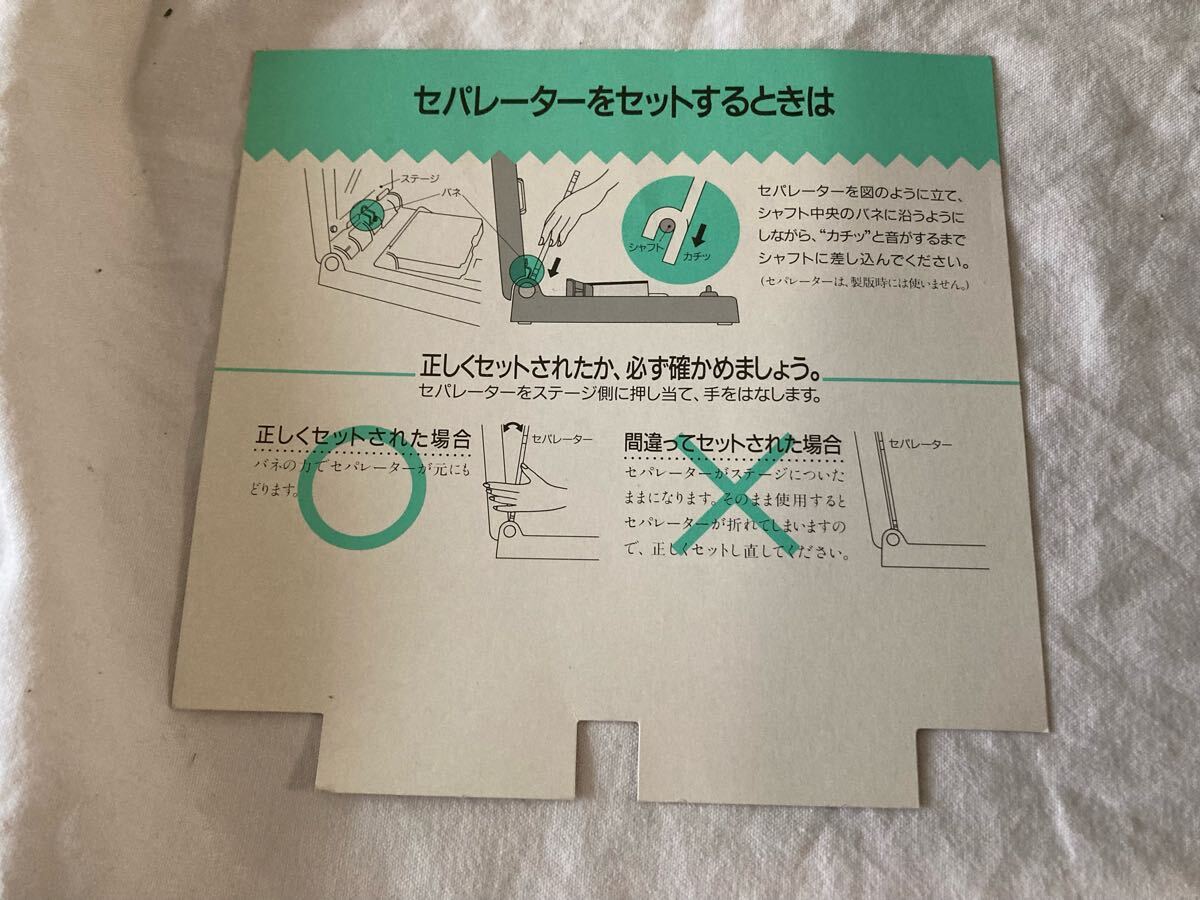 セパレーターをセットするときは
ステージ
バネ
シャフト
カチッ
セパレーターを図のように立て、
シャフト中央のバネに沿うように
しながら、“カチッ”と音がするまで
シャフトに差し込んでください。
(セパレーターは、製版時には使いません。)
正しくセットされたか、必ず確かめましょう。
セパレーターをステージ側に押し当て、手をはなします。
正しくセットされた場合
バネの力でセパレーターが元にも
どります。
セパレーター
間違ってセットされた場合
セパレーターがステージについた
ままになります。そのまま使用すると
セパレーターが折れてしまいますの
で、正しくセットし直してください。
セパレーター